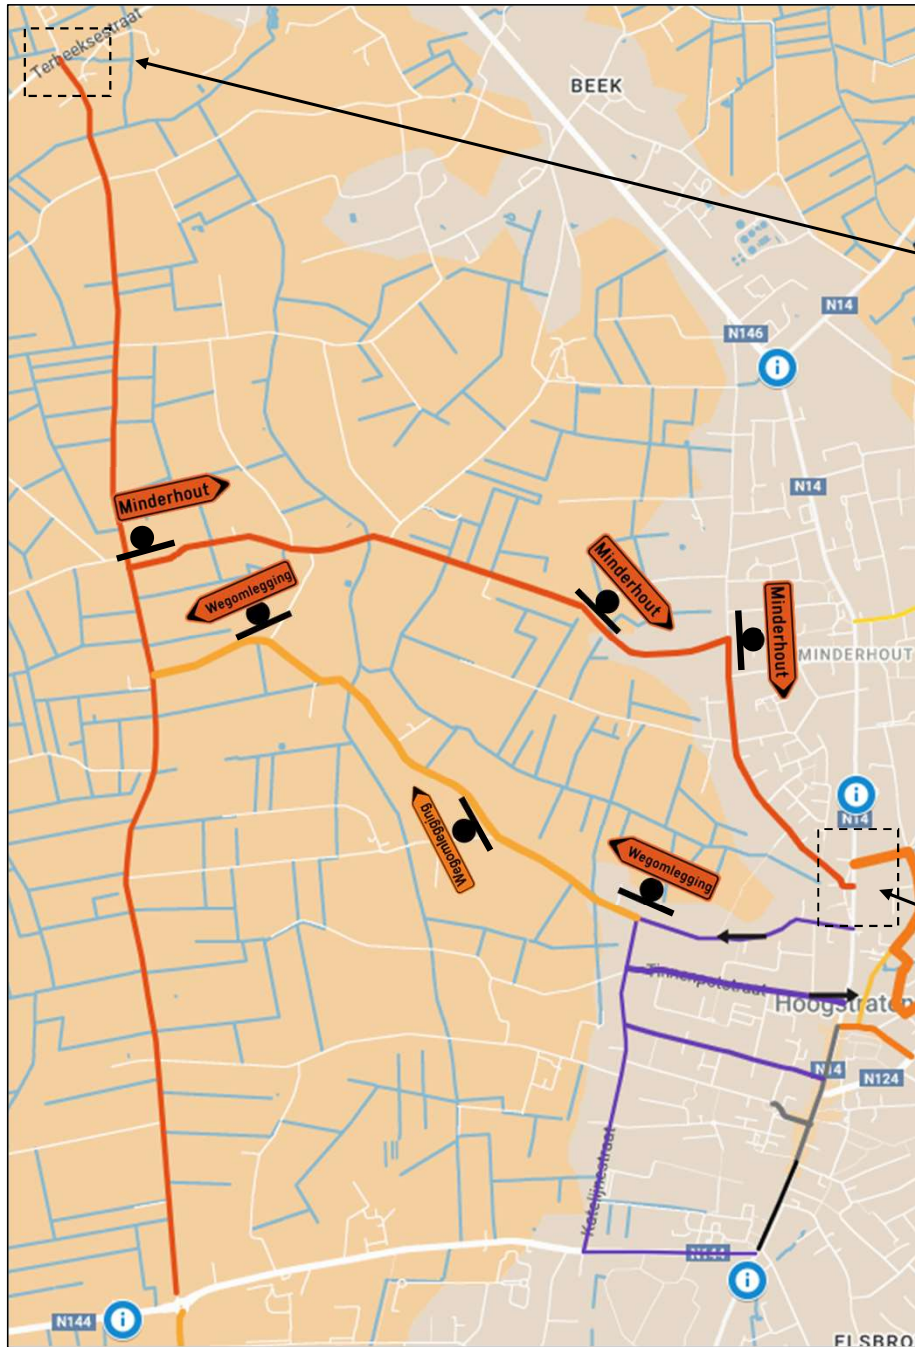 Terbeeksestraat
BEEK
N14
N146
i
N14
Minderhout
Minderhout
Wegomlegging
Minderhout
MINDERHOUT
i
N14
Wegomlegging
Wegomlegging
Tinnenpotstraat
Hoogstraten
N14
N124
Katelijnestraat
N144
i
N144
i
ELSBRO